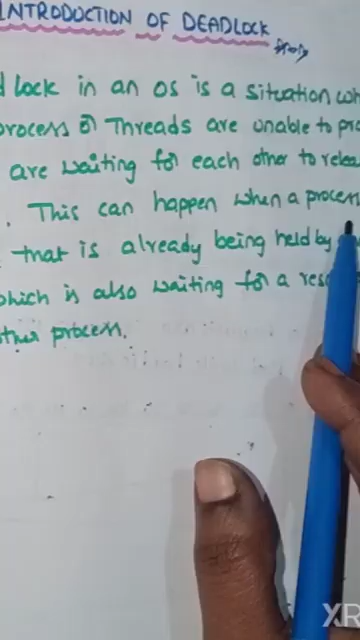 INTRODUCTION OF DEADLOCK
d lock in an os is a situation wh
process or Threads are unable to pro
are waiting for each other to relea
. This can happen when a process
that is already being held by
which is also waiting for a res
other process.
XR